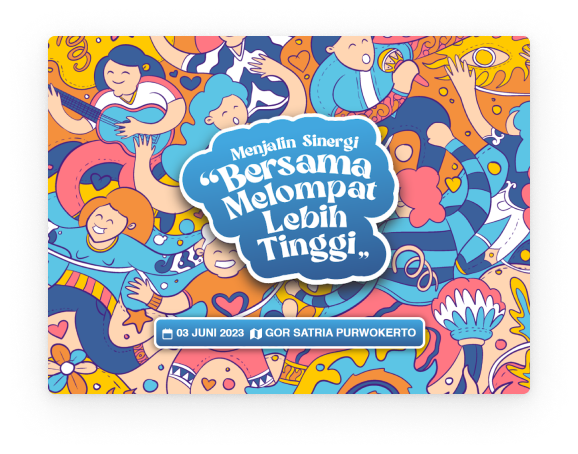 Menjalin Sinergi
“Bersama
Melompat
Lebih
Tinggi„
03 JUNI 2023 GOR SATRIA PURWOKERTO